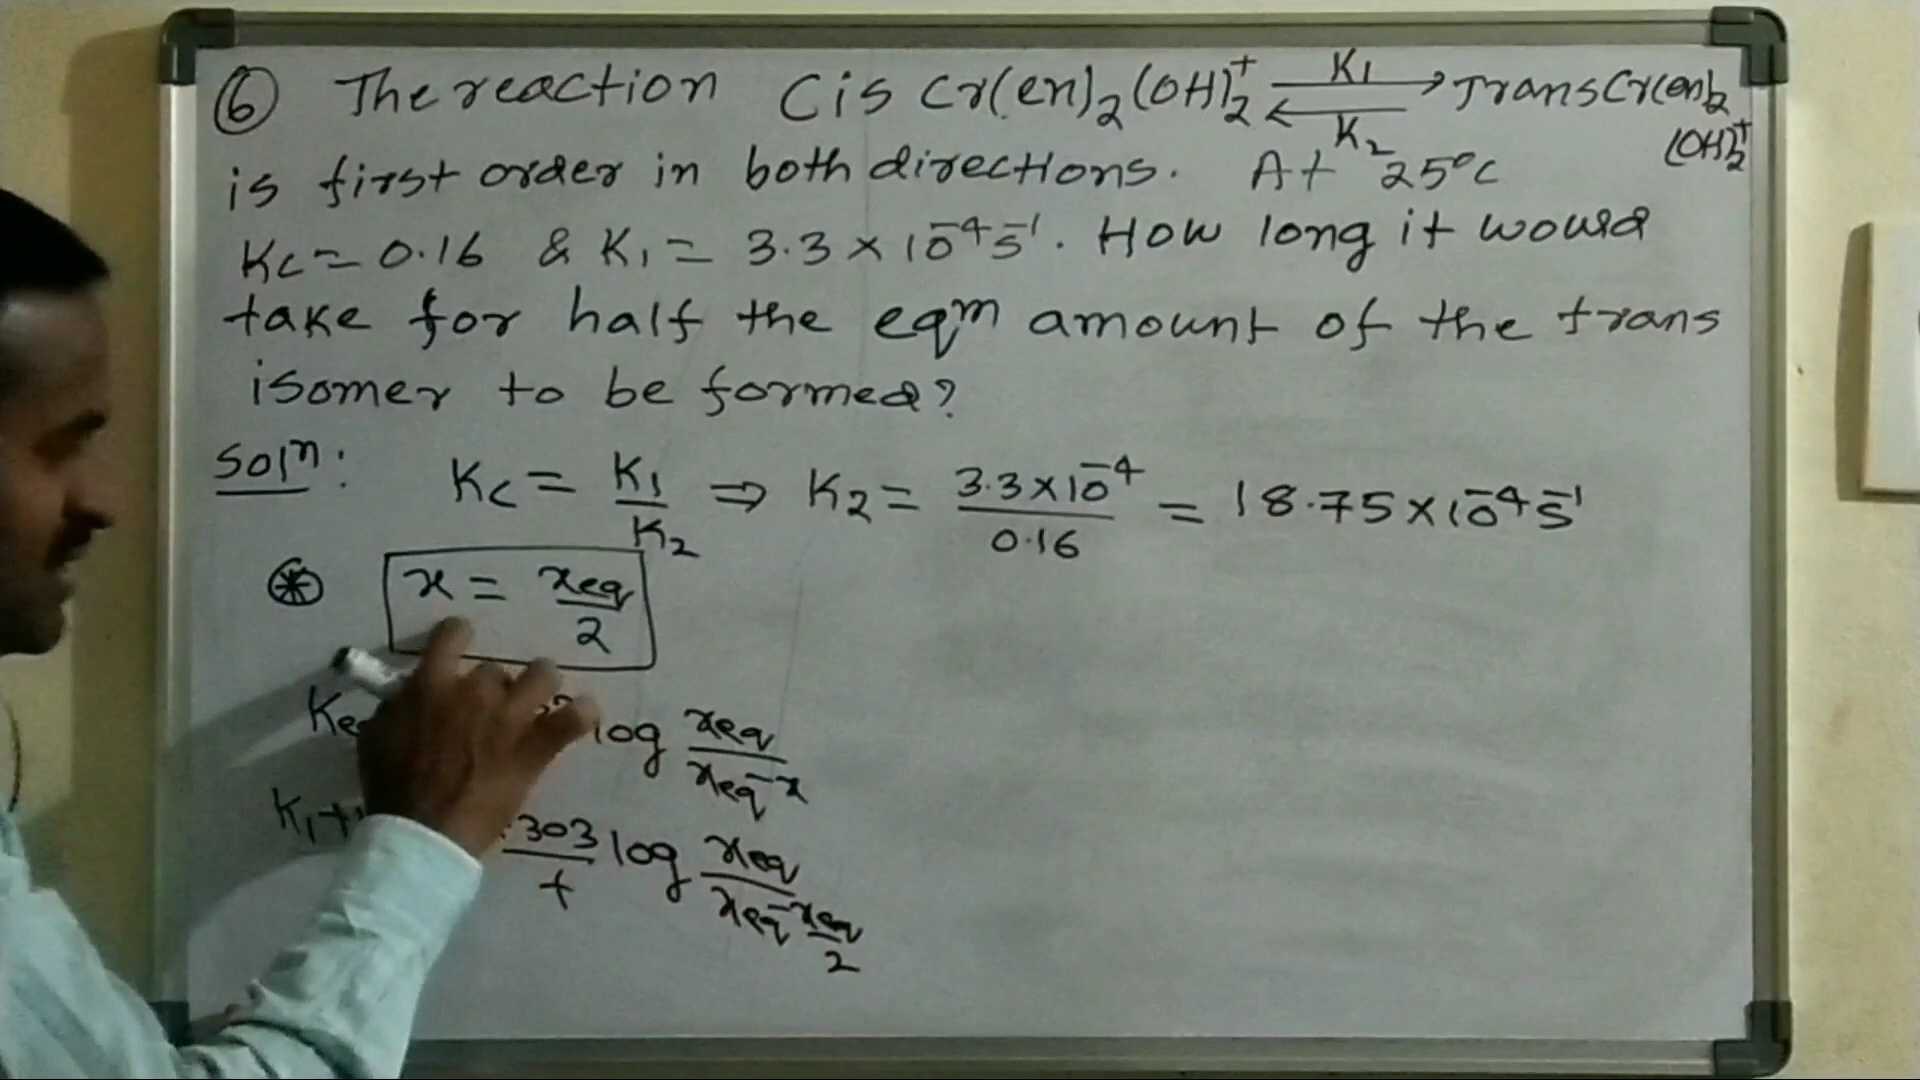 ⑥ The reaction Cis Cr(en)₂(OH)₂⁺ ⇌ Trans Cr(en)₂
K₁
K₂
(OH)₂⁺
is first order in both directions. At 25°C
Kc = 0.16 & K₁ = 3.3 × 10⁻⁴ S⁻¹. How long it would
take for half the eqᵐ amount of the trans
isomer to be formed?
Solⁿ: Kc = K₁/K₂ ⇒ K₂ = 3.3×10⁻⁴/0.16 = 18.75×10⁻⁴ S⁻¹
⊛ x = xeq/2
log xeq/xeq-x
K₁+ 303/t log xeq/xeq-xeq/2